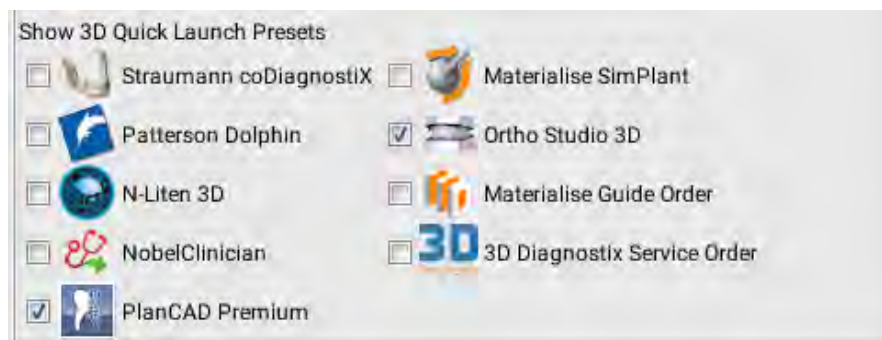 Show 3D Quick Launch Presets
Straumann coDiagnostiX Materialise SimPlant
Patterson Dolphin Ortho Studio 3D
N-Liten 3D Materialise Guide Order
NobelClinician 3D 3D Diagnostix Service Order
PlanCAD Premium